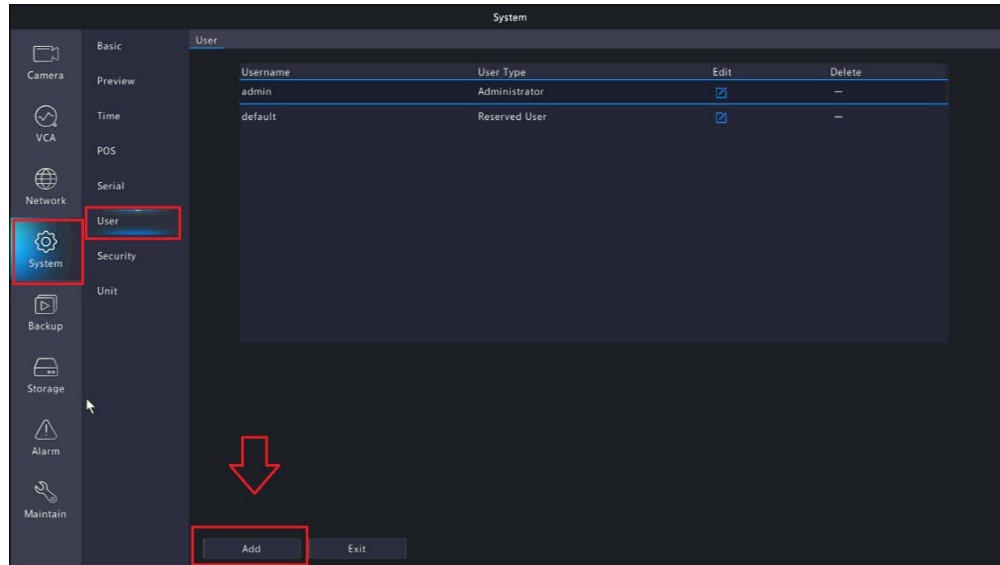 System
Camera
VCA
Network
System
Backup
Storage
Alarm
Maintain
Basic
Preview
Time
POS
Serial
User
Security
Unit
User
Username User Type Edit Delete
admin Administrator –
default Reserved User –
Add Exit